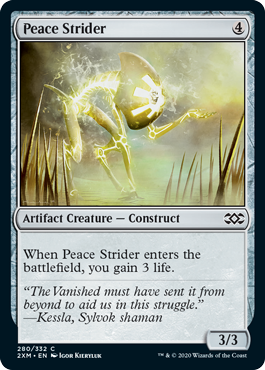 Peace Strider 4
Artifact Creature — Construct
When Peace Strider enters the
battlefield, you gain 3 life.
“The Vanished must have sent it from
beyond to aid us in this struggle.”
—Kessla, Sylvok shaman
3/3
280/332 C
2XM • EN Igor Kieryluk
™ & © 2020 Wizards of the Coast